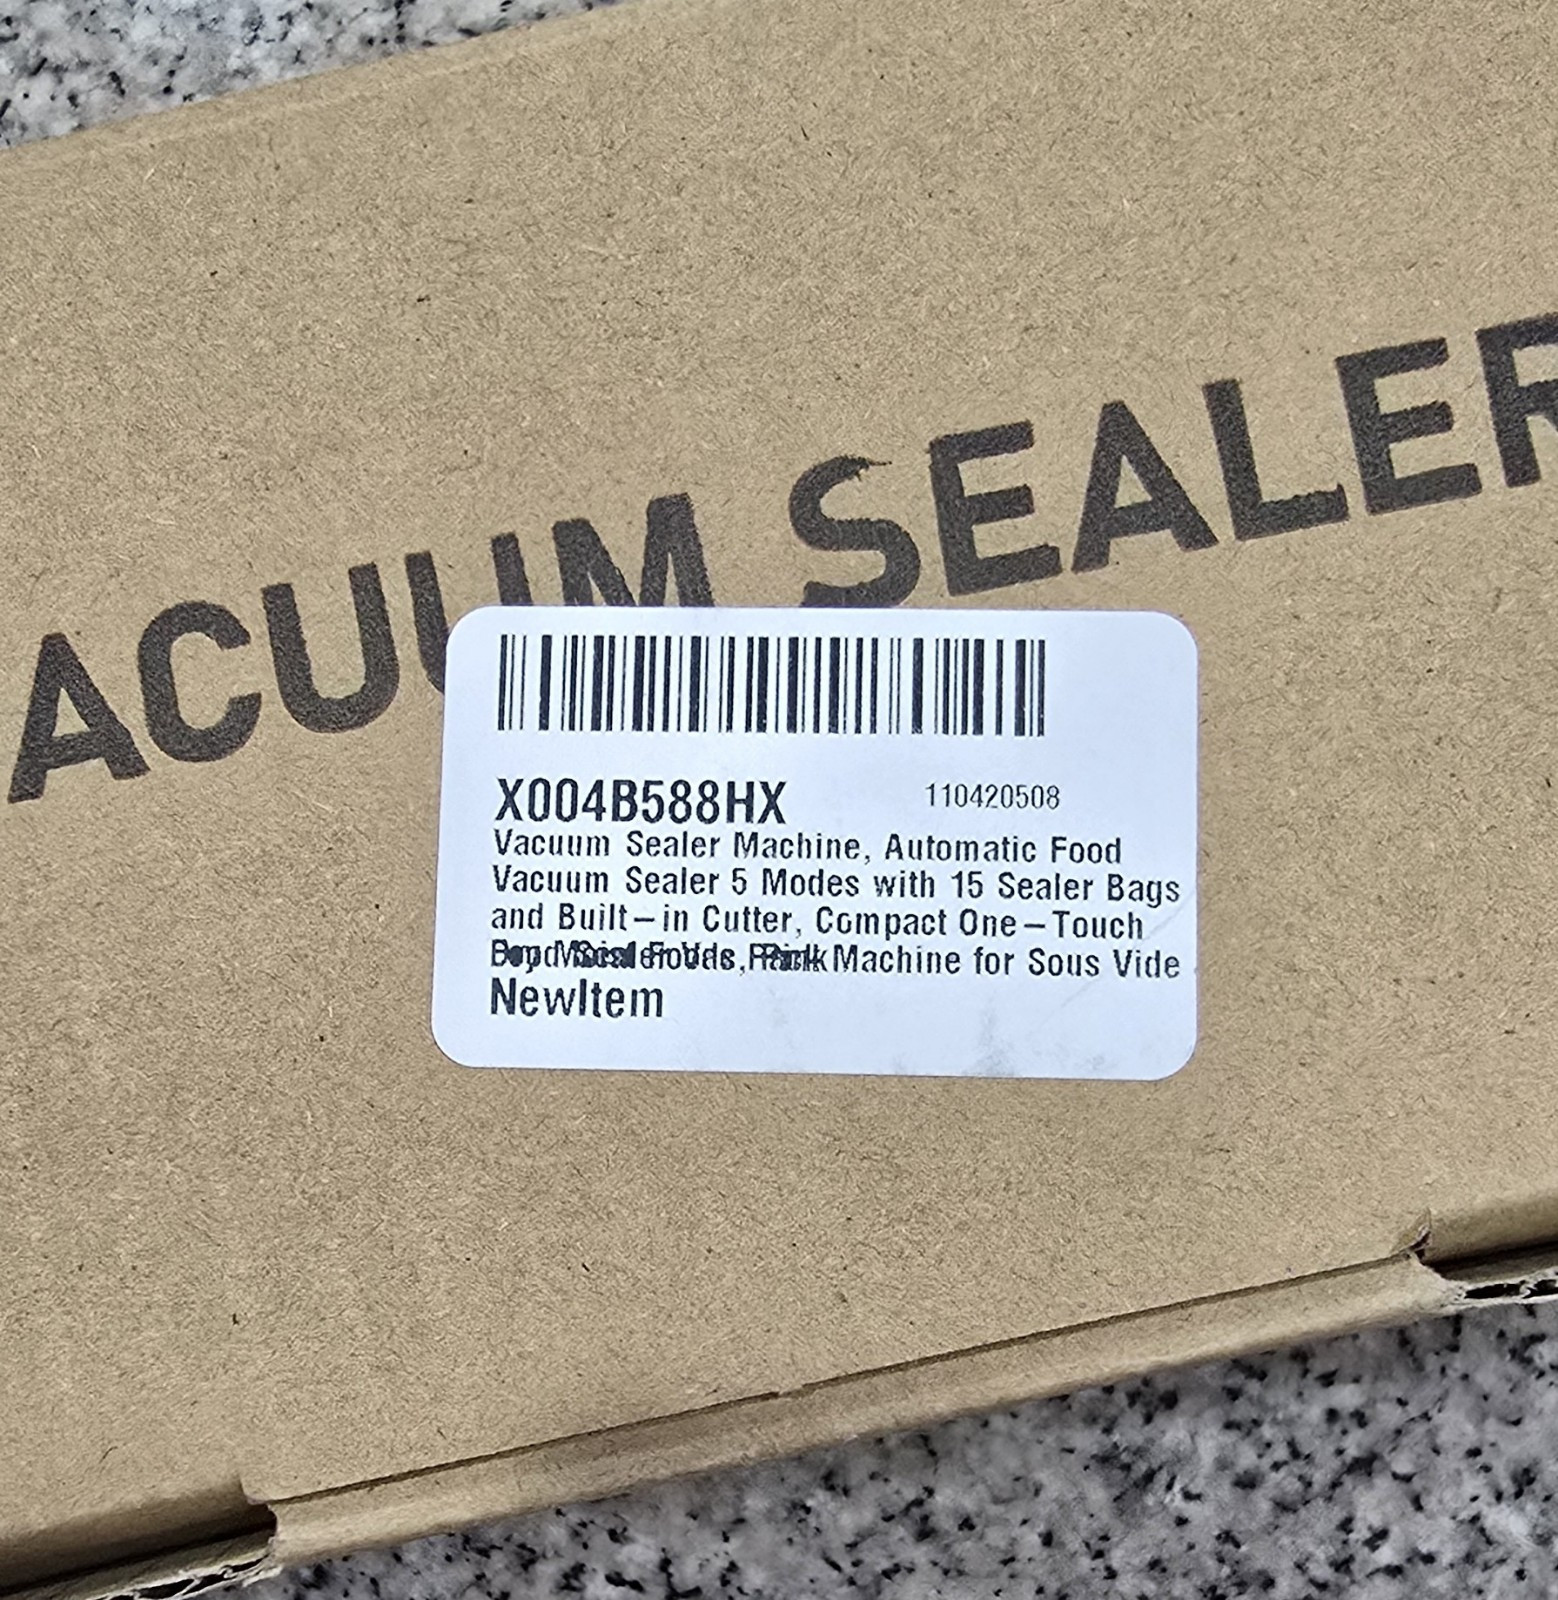 ACUUM SEALER
X004B588HX 110420508
Vacuum Sealer Machine, Automatic Food
Vacuum Sealer 5 Modes with 15 Sealer Bags
and Built-in Cutter, Compact One-Touch
Machine for Sous Vide
NewItem